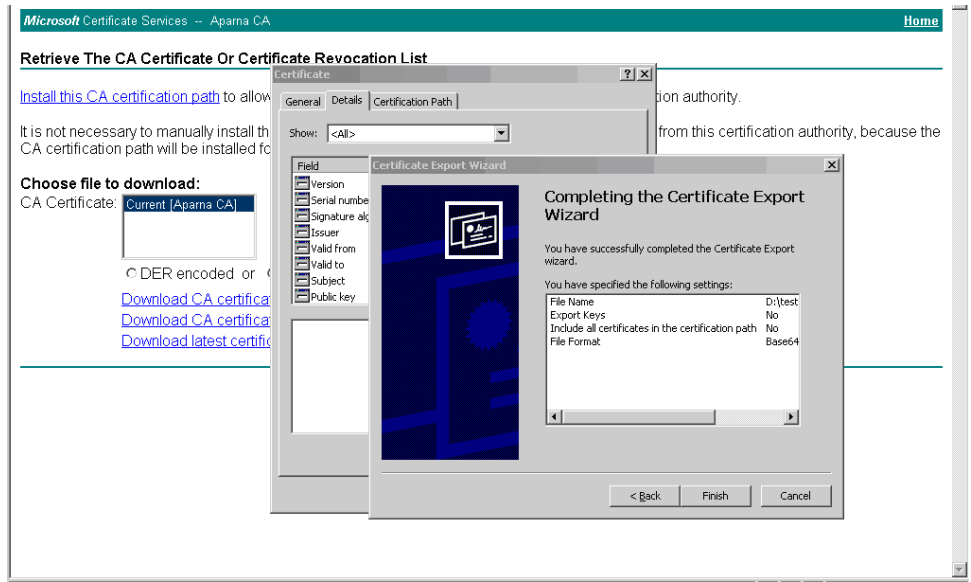 Microsoft Certificate Services -- Aparna CA Home
Retrieve The CA Certificate Or Certificate Revocation List
Install this CA certification path to allow
tion authority.
It is not necessary to manually install th
from this certification authority, because the
CA certification path will be installed fo
Choose file to download:
CA Certificate: Current [Aparna CA]
DER encoded or
Download CA certifica
Download CA certifica
Download latest certific
Certificate
General Details Certification Path
Show: <All>
Field
Version
Serial numbe
Signature alg
Issuer
Valid from
Valid to
Subject
Public key
Certificate Export Wizard
Completing the Certificate Export
Wizard
You have successfully completed the Certificate Export
wizard.
You have specified the following settings:
File Name D:\test
Export Keys No
Include all certificates in the certification path No
File Format Base64
< Back Finish Cancel